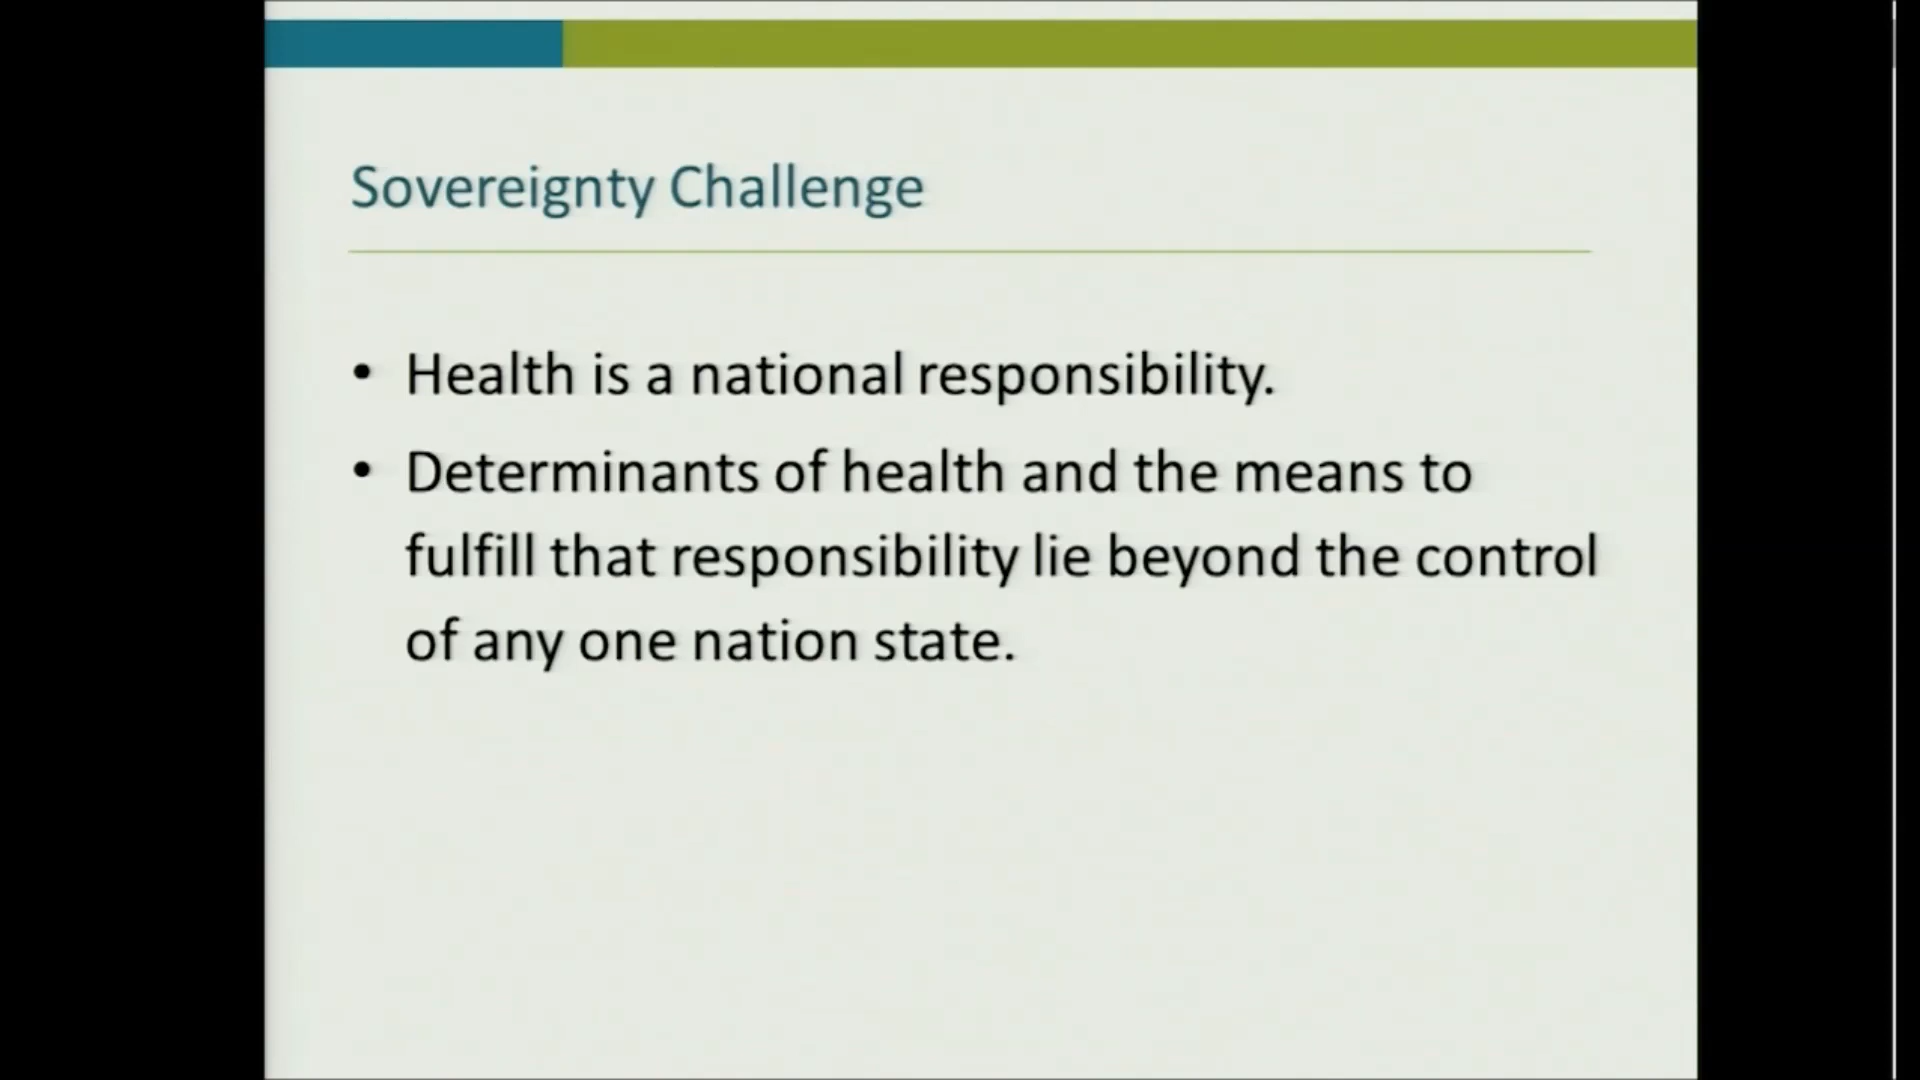 Sovereignty Challenge
• Health is a national responsibility.
• Determinants of health and the means to
fulfill that responsibility lie beyond the control
of any one nation state.